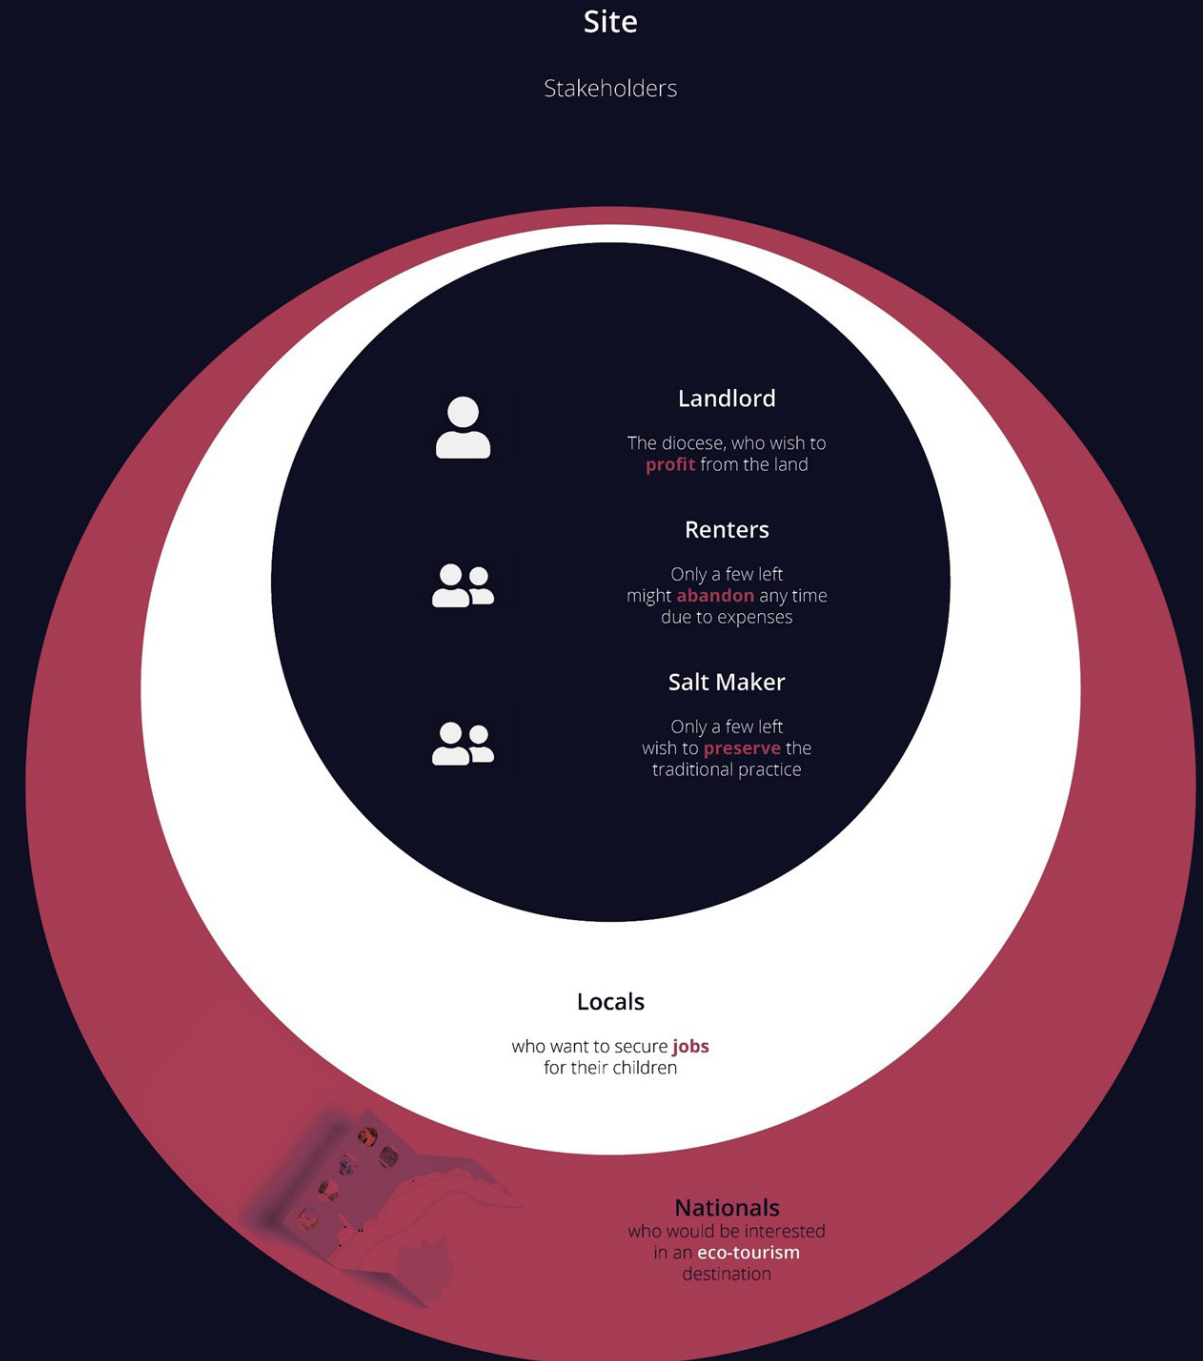 Site
Stakeholders
Landlord
The diocese, who wish to
profit from the land
Renters
Only a few left
might abandon any time
due to expenses
Salt Maker
Only a few left
wish to preserve the
traditional practice
Locals
who want to secure jobs
for their children
Nationals
who would be interested
in an eco-tourism
destination